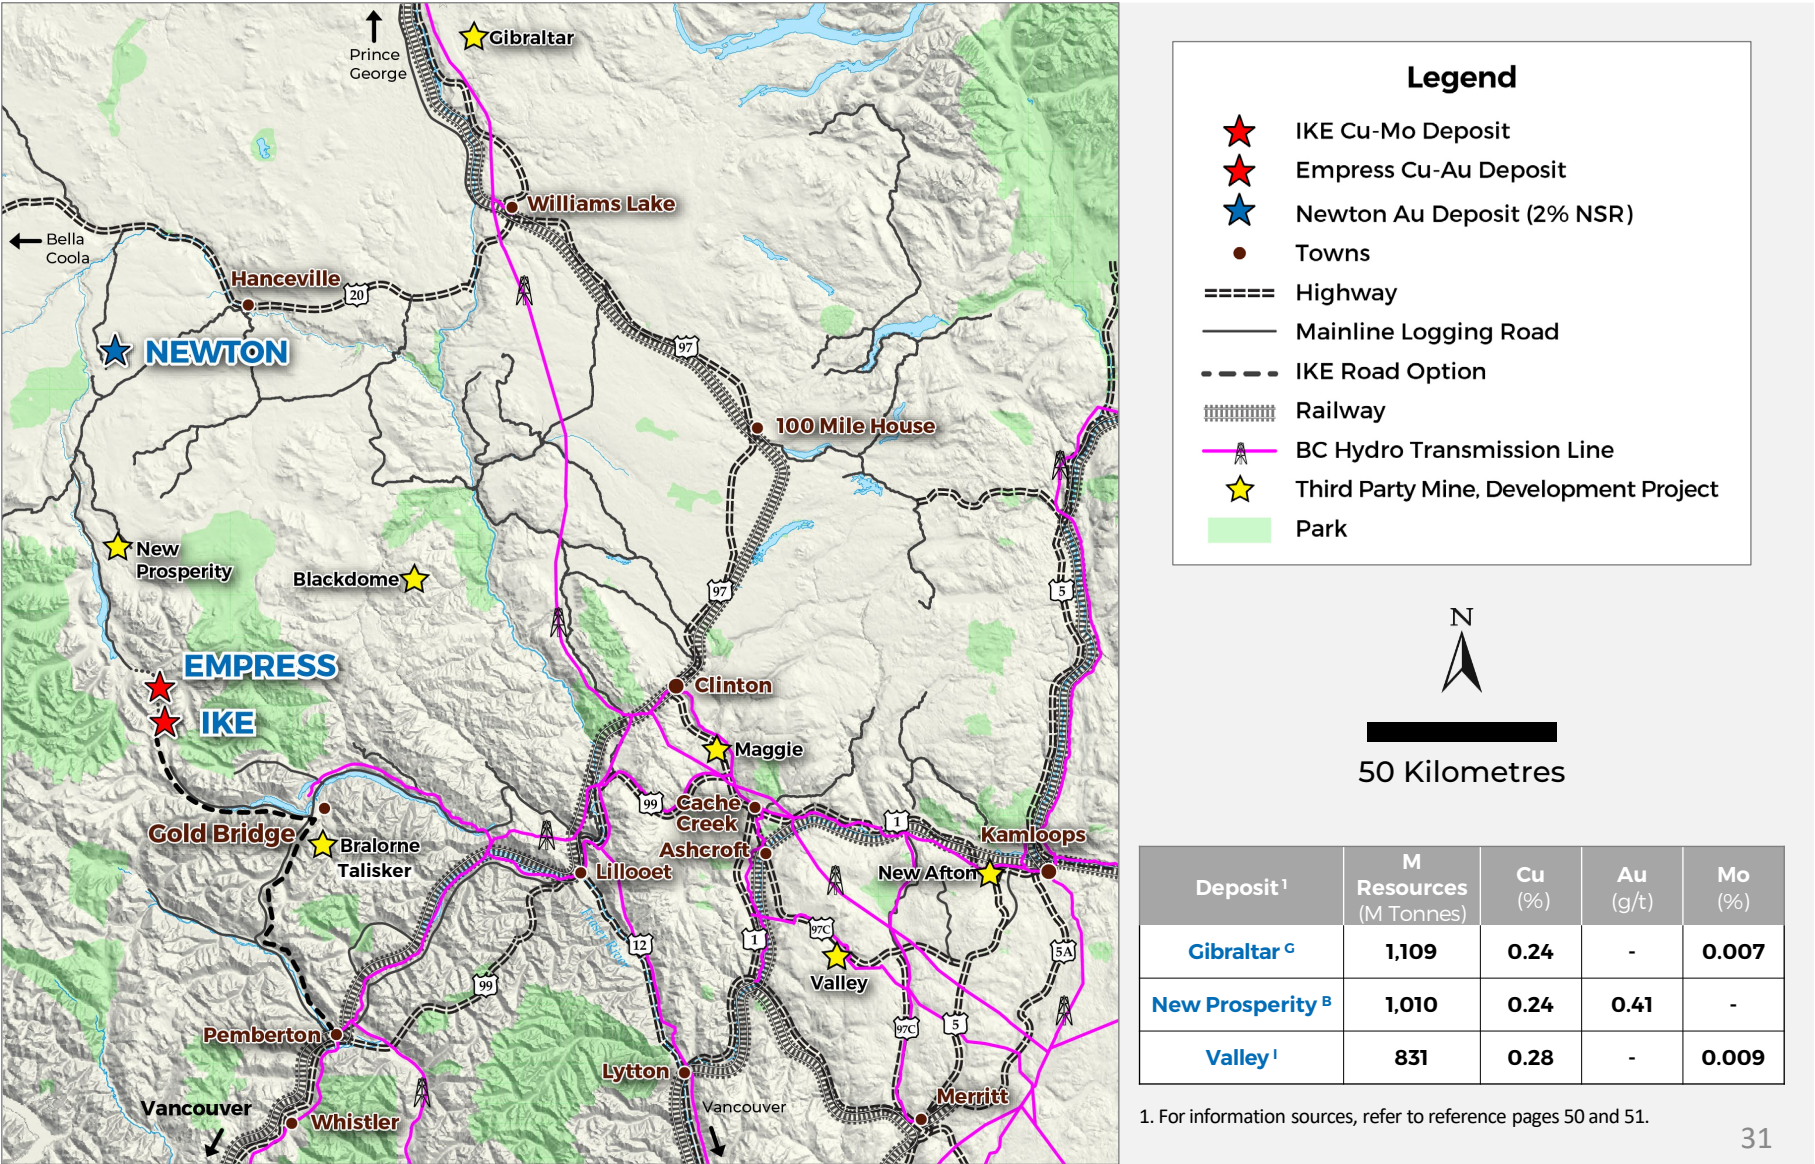 Gibraltar
Prince
George
Williams Lake
Bella
Coola
Hanceville
20
NEWTON
97
100 Mile House
New
Prosperity
Blackdome
97
5
EMPRESS
IKE
Clinton
Maggie
99
Cache
Creek
1
Kamloops
Gold Bridge
Bralorne
Talisker
Ashcroft
New Afton
Lillooet
Fraser River
12
1
97C
5A
Valley
99
97C
5
Pemberton
Lytton
Merritt
Vancouver
Vancouver
Whistler
Legend
IKE Cu-Mo Deposit
Empress Cu-Au Deposit
Newton Au Deposit (2% NSR)
Towns
Highway
Mainline Logging Road
IKE Road Option
Railway
BC Hydro Transmission Line
Third Party Mine, Development Project
Park
N
50 Kilometres
Deposit¹ M Resources (M Tonnes) Cu (%) Au (g/t) Mo (%)
Gibraltar ᴳ 1,109 0.24 - 0.007
New Prosperity ᴮ 1,010 0.24 0.41 -
Valley ᴵ 831 0.28 - 0.009
1. For information sources, refer to reference pages 50 and 51.
31